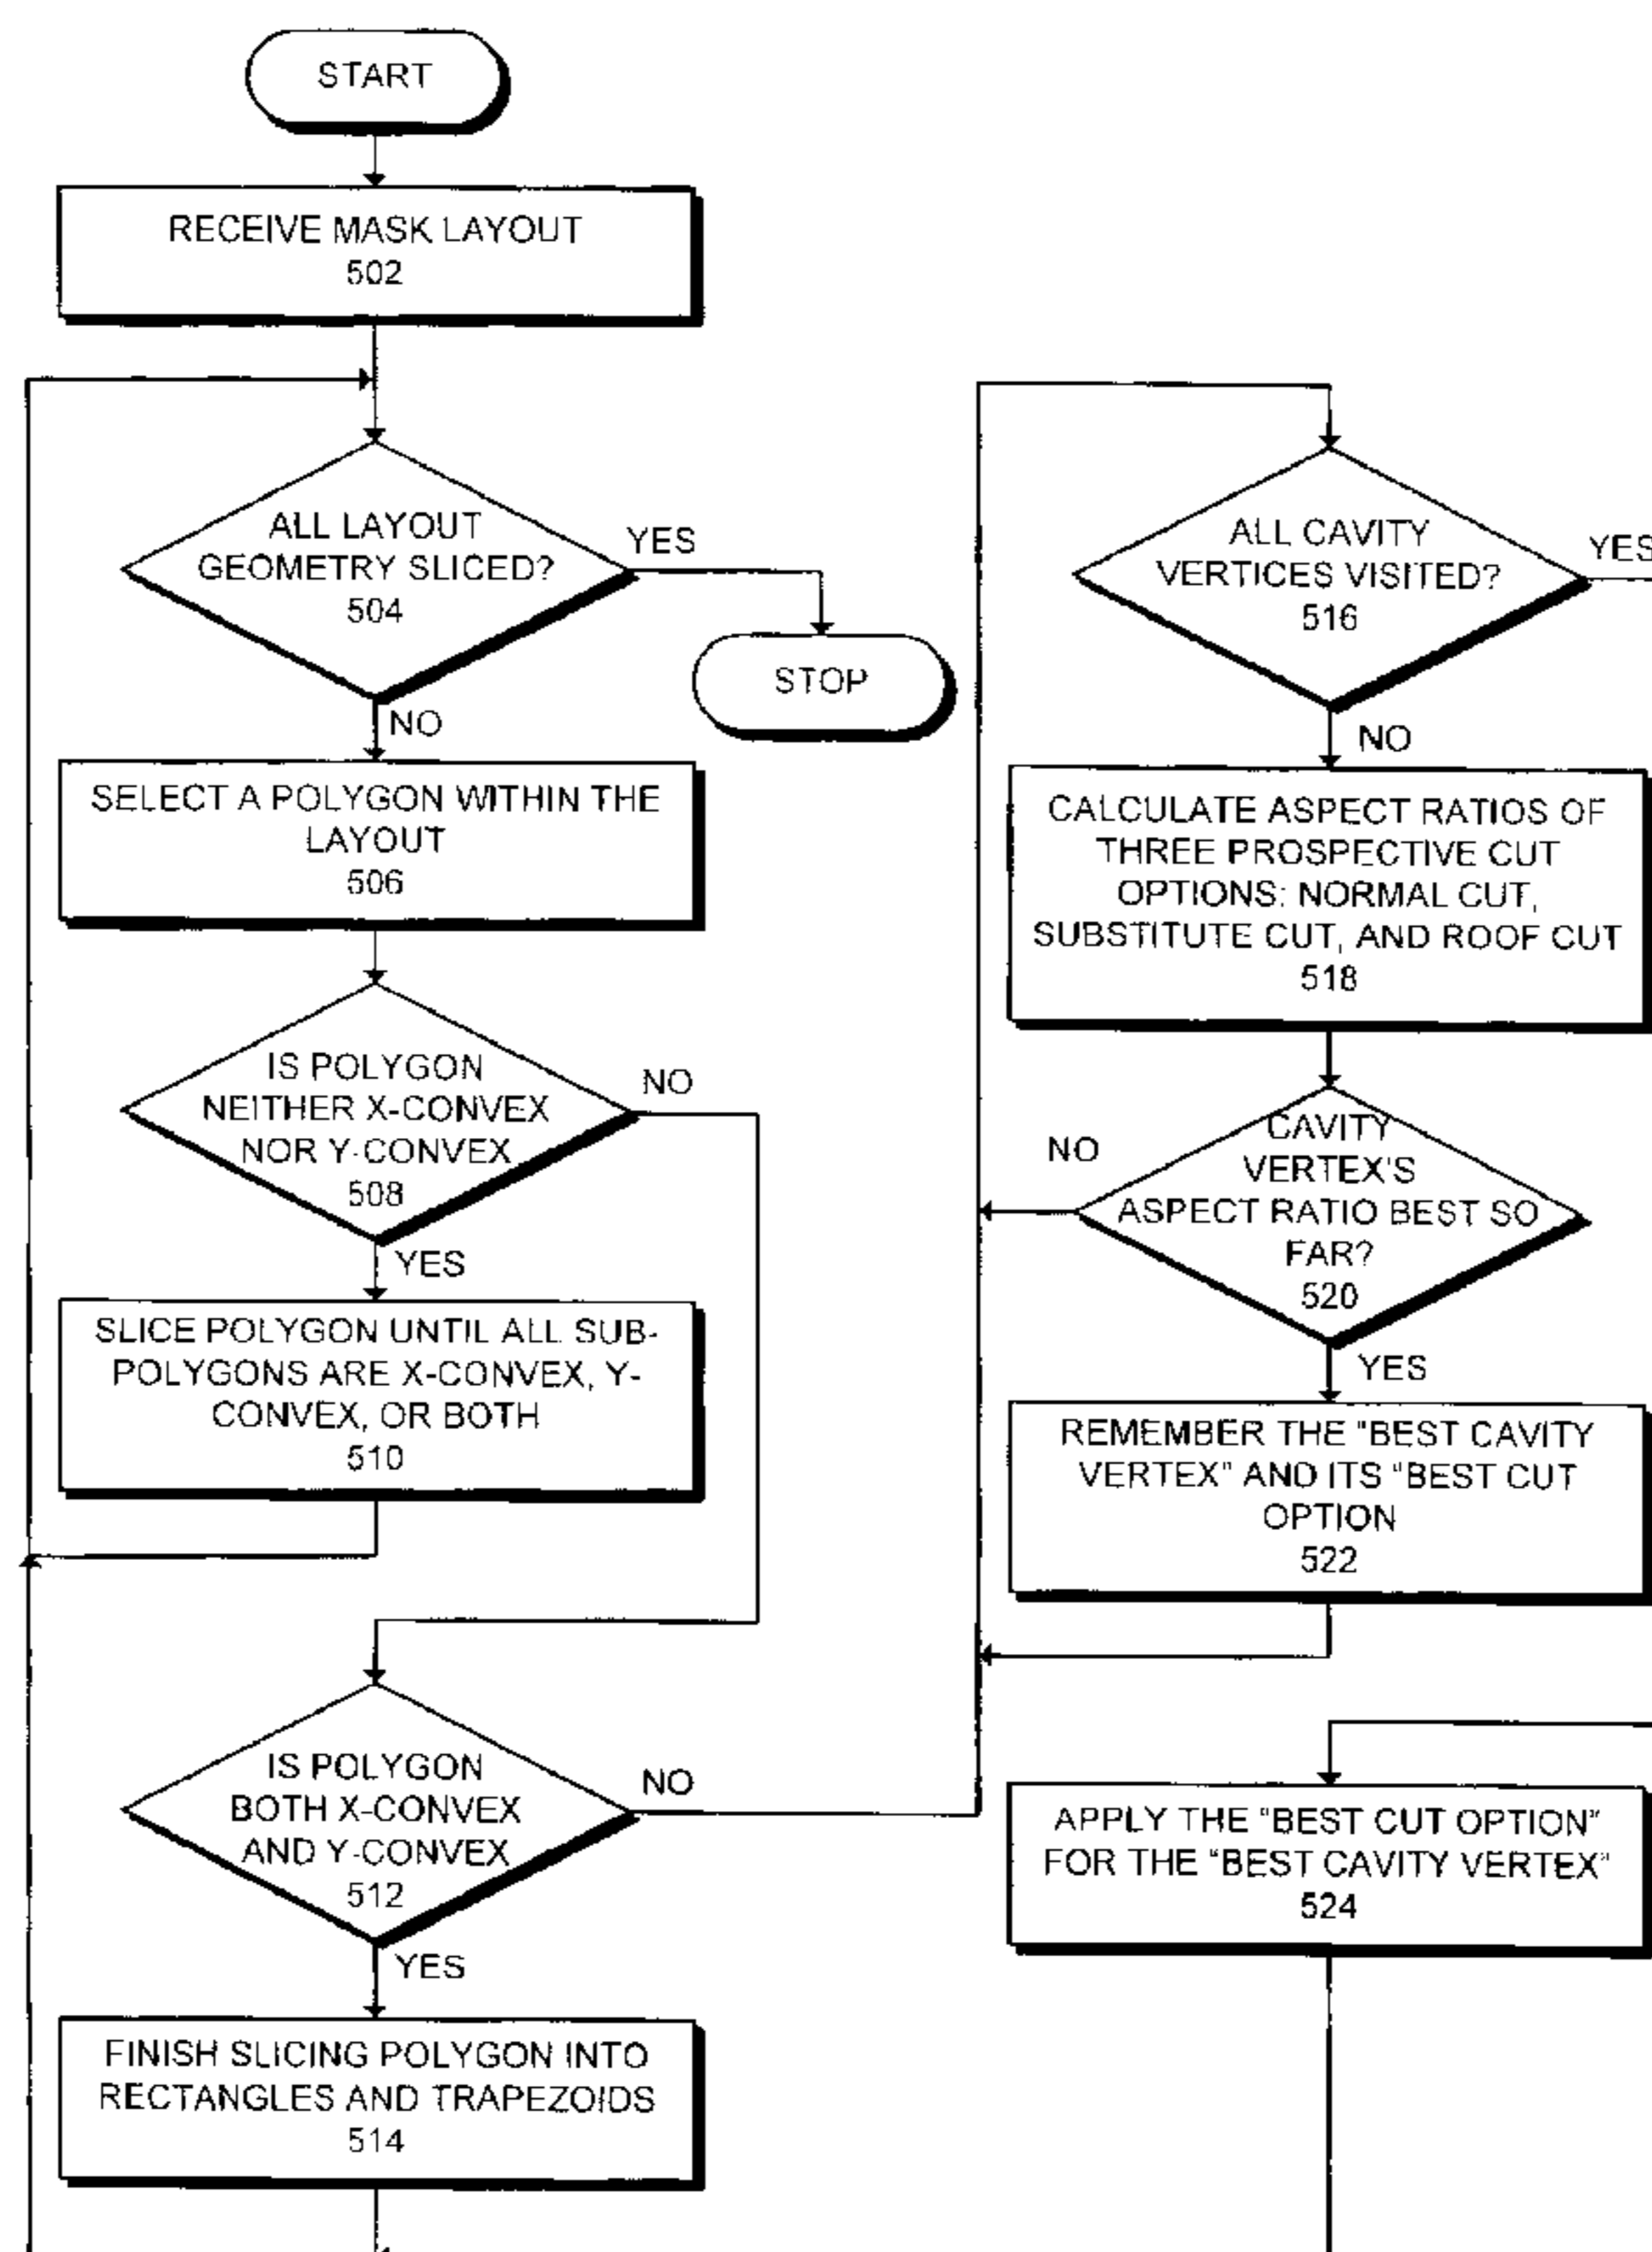 START
RECEIVE MASK LAYOUT
502
ALL LAYOUT
GEOMETRY SLICED?
504
YES
STOP
NO
SELECT A POLYGON WITHIN THE
LAYOUT
506
IS POLYGON
NEITHER X-CONVEX
NOR Y-CONVEX
508
NO
YES
SLICE POLYGON UNTIL ALL SUB-
POLYGONS ARE X-CONVEX, Y-
CONVEX, OR BOTH
510
IS POLYGON
BOTH X-CONVEX
AND Y-CONVEX
512
NO
YES
FINISH SLICING POLYGON INTO
RECTANGLES AND TRAPEZOIDS
514
ALL CAVITY
VERTICES VISITED?
516
YES
NO
CALCULATE ASPECT RATIOS OF
THREE PROSPECTIVE CUT
OPTIONS: NORMAL CUT,
SUBSTITUTE CUT, AND ROOF CUT
518
CAVITY
VERTEX'S
ASPECT RATIO BEST SO
FAR?
520
NO
YES
REMEMBER THE "BEST CAVITY
VERTEX" AND ITS "BEST CUT
OPTION
522
APPLY THE "BEST CUT OPTION"
FOR THE "BEST CAVITY VERTEX"
524